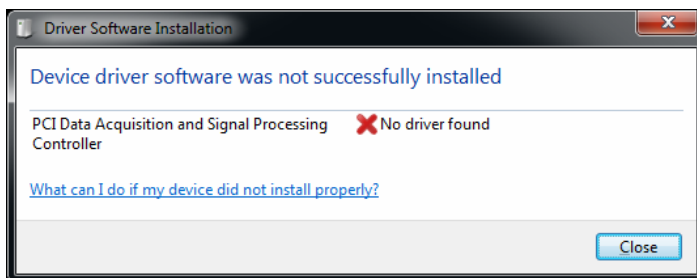 Driver Software Installation
Device driver software was not successfully installed
PCI Data Acquisition and Signal Processing
Controller
No driver found
What can I do if my device did not install properly?
Close